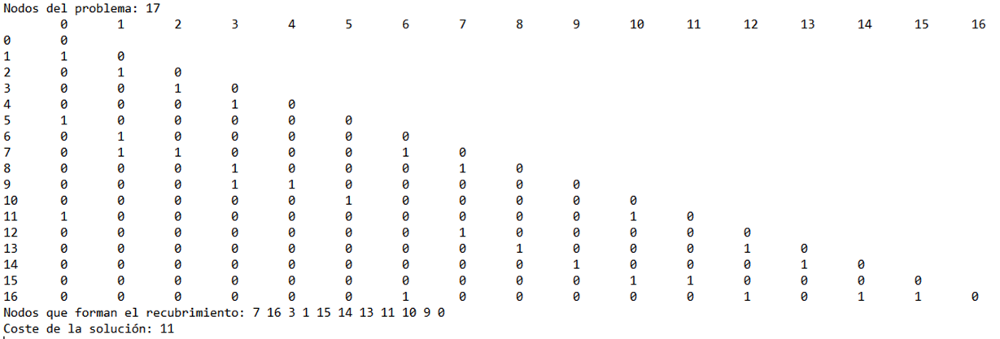 Nodos del problema: 17
0 1 2 3 4 5 6 7 8 9 10 11 12 13 14 15 16
0 0
1 1 0
2 0 1 0
3 0 0 1 0
4 0 0 0 1 0
5 1 0 0 0 0 0
6 0 1 0 0 0 0 0
7 0 1 1 0 0 0 1 0
8 0 0 0 1 0 0 0 1 0
9 0 0 0 1 1 0 0 0 0 0
10 0 0 0 0 0 1 0 0 0 0 0
11 1 0 0 0 0 0 0 0 0 0 1 0
12 0 0 0 0 0 0 0 1 0 0 0 0 0
13 0 0 0 0 0 0 0 0 1 0 0 0 1 0
14 0 0 0 0 0 0 0 0 0 1 0 0 0 1 0
15 0 0 0 0 0 0 0 0 0 0 1 1 0 0 0 0
16 0 0 0 0 0 0 1 0 0 0 0 0 1 0 1 1 0
Nodos que forman el recubrimiento: 7 16 3 1 15 14 13 11 10 9 0
Coste de la solución: 11